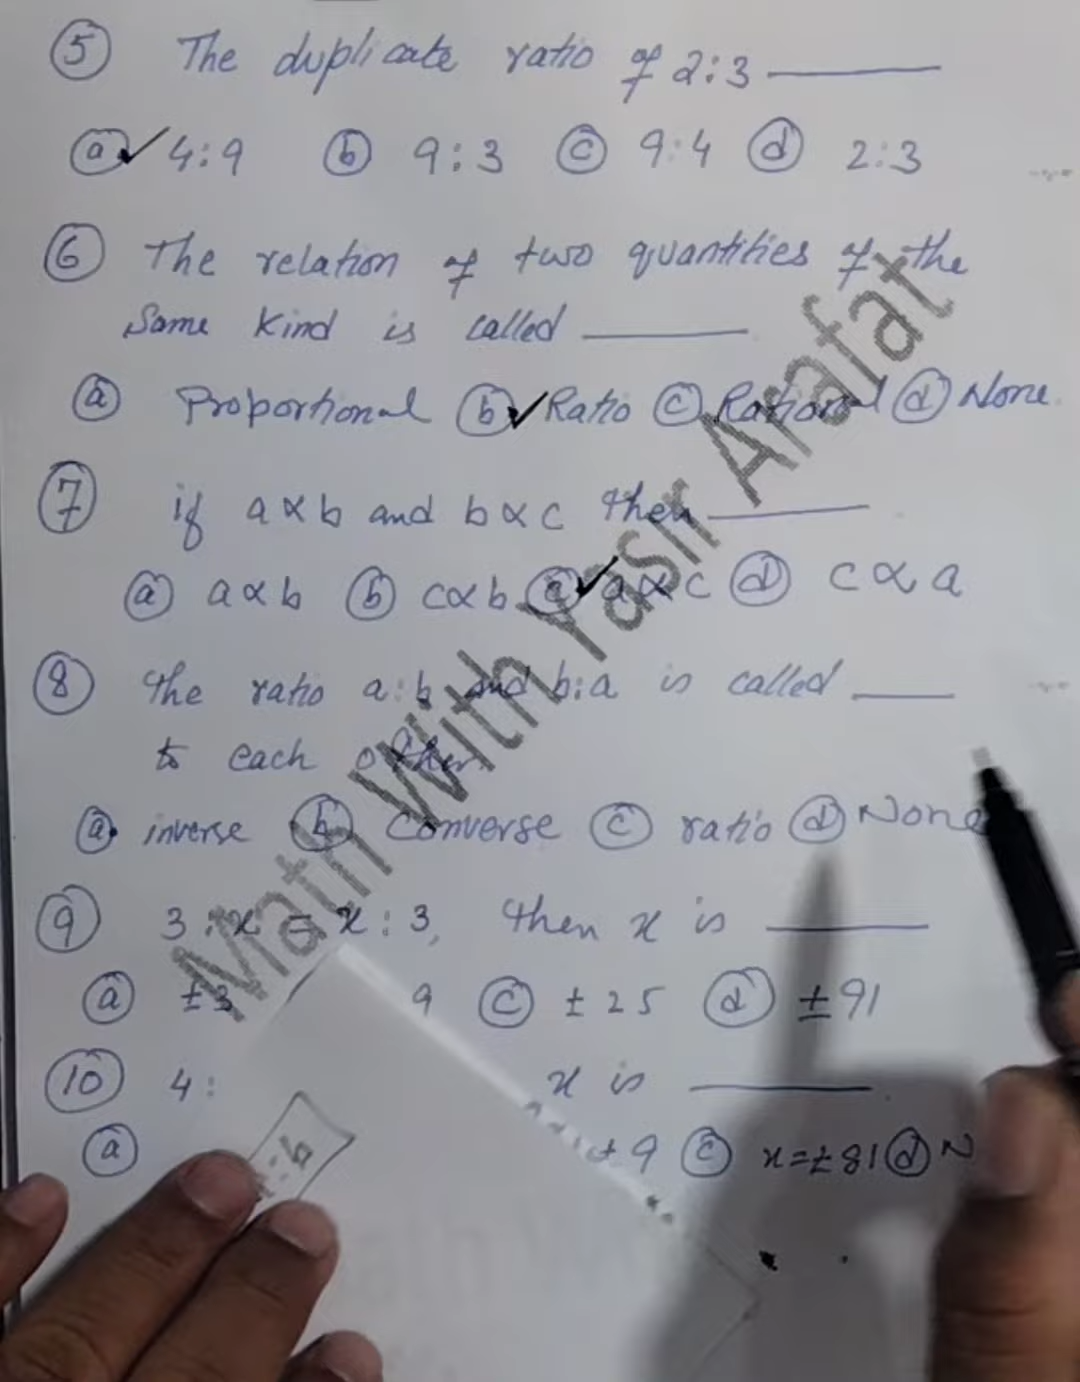 5 The duplicate ratio of 2:3 ______
a ✓ 4:9 b 9:3 c 9:4 d 2:3
6 The relation of two quantities of the
Same Kind is called ______
a Proportional b ✓ Ratio c Rational d None
7 if a∝b and b∝c then ______
a a∝b b c∝b c ✓ a∝c d c∝a
8 the ratio a:b and b:a is called ______
to each other.
a inverse b Converse c ratio d None
9 3:x = x:3, then x is ______
a ±3 9 c ±25 d ±91
10 4: x is ______
a ±9 c x=±81 d N
:b
Math With Yasir Arafat